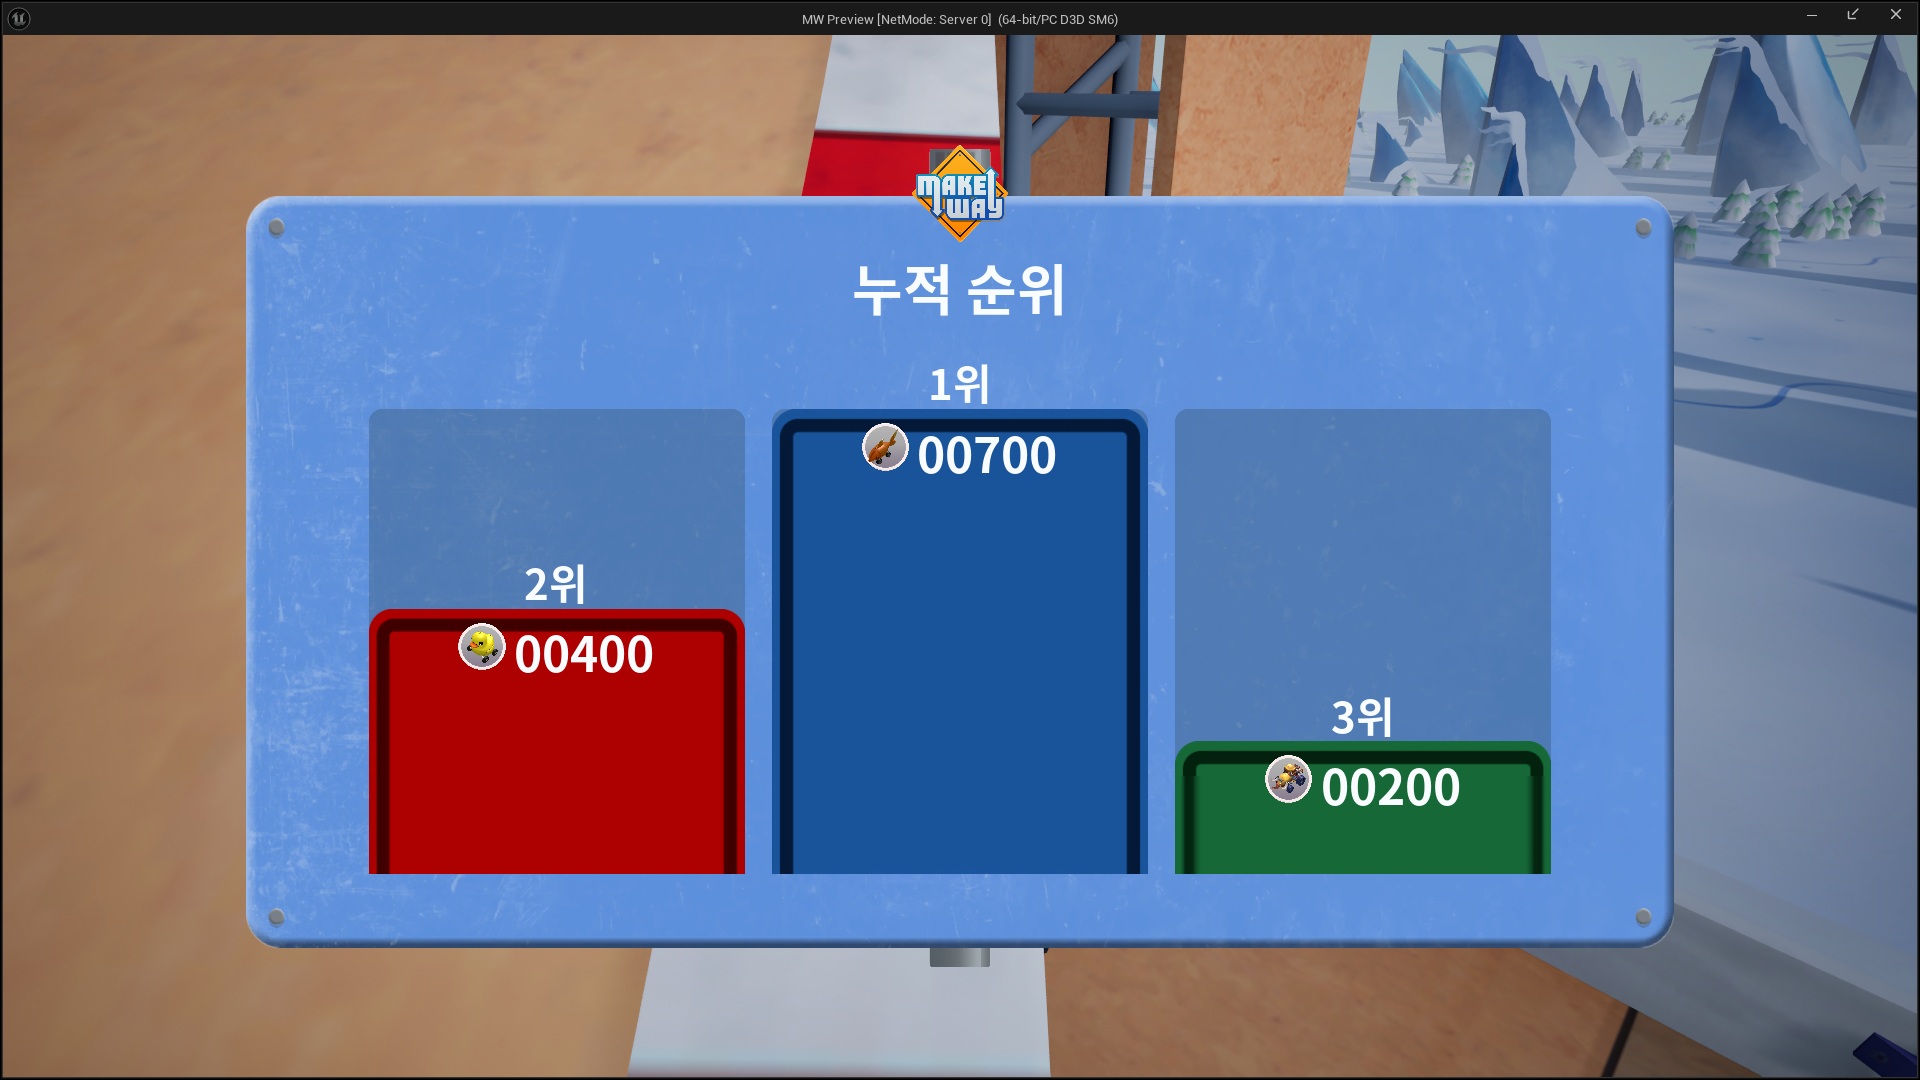 MW Preview [NetMode: Server 0] (64-bit/PC D3D SM6)
MAKE
WAY
누적 순위
1위
00700
2위
00400
3위
00200